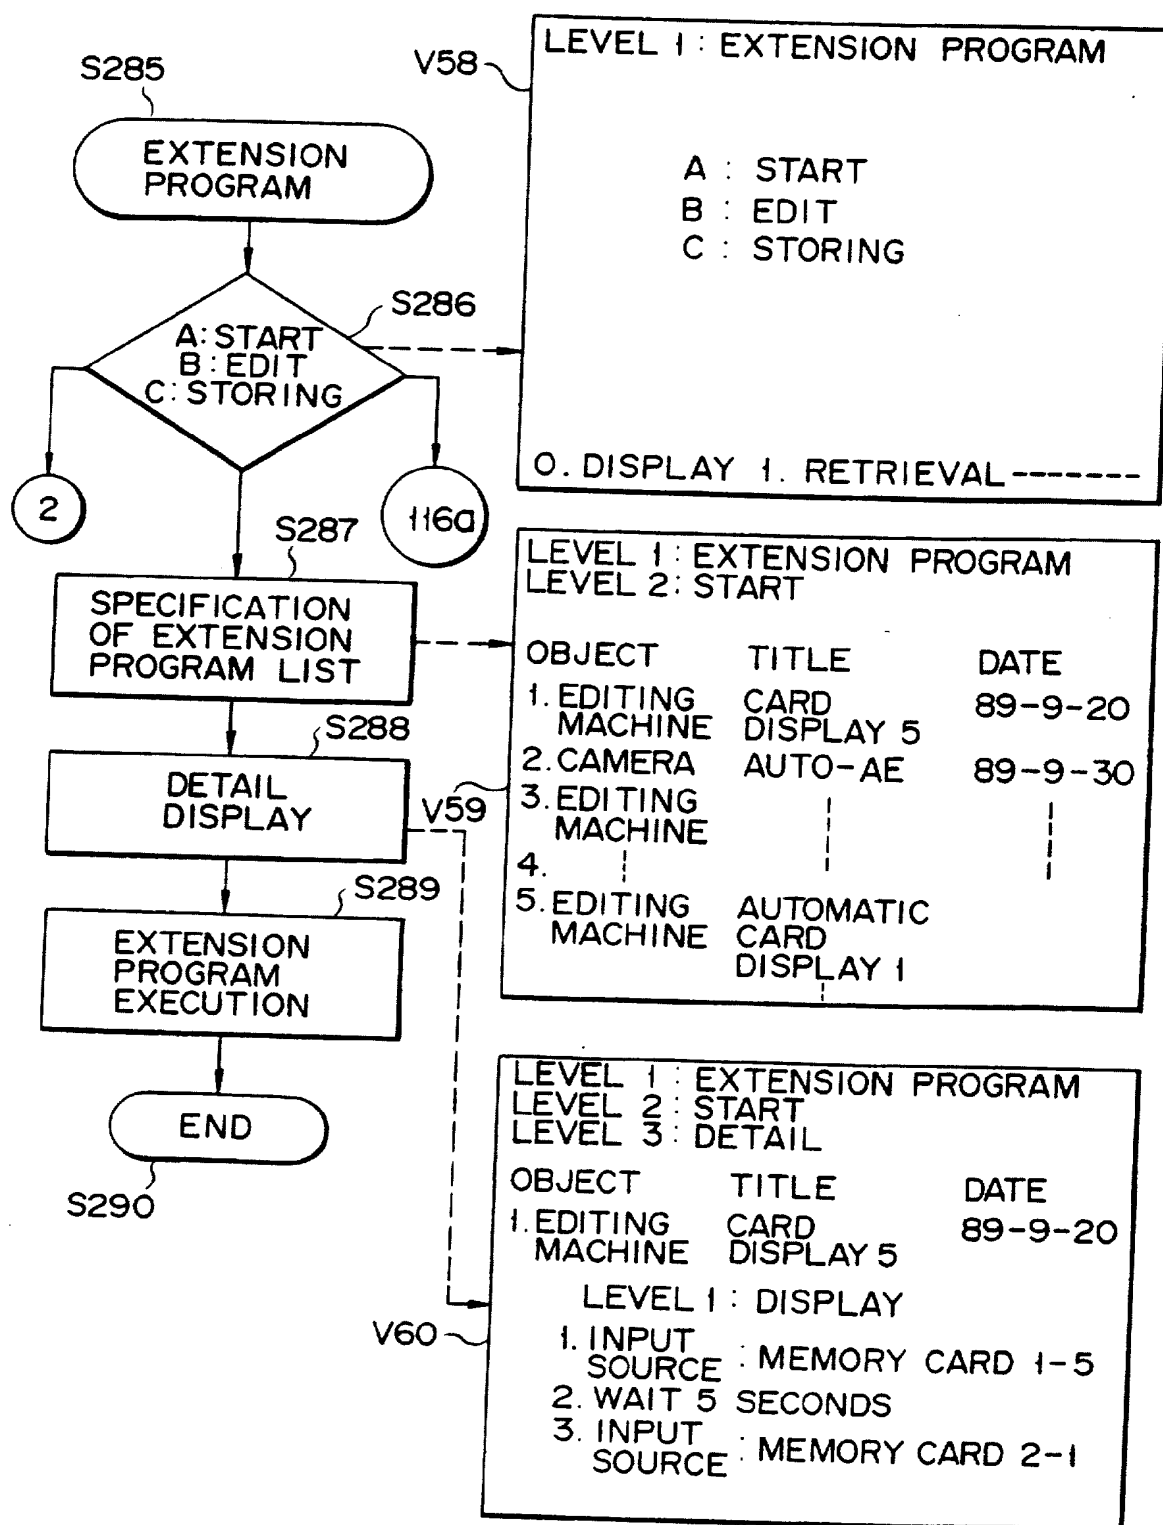 S285
EXTENSION
PROGRAM
S286
A : START
B : EDIT
C : STORING
2
116a
S287
SPECIFICATION
OF EXTENSION
PROGRAM LIST
S288
DETAIL
DISPLAY
S289
EXTENSION
PROGRAM
EXECUTION
END
S290
V58
LEVEL 1 : EXTENSION PROGRAM
A : START
B : EDIT
C : STORING
0. DISPLAY 1. RETRIEVAL -------
V59
LEVEL 1 : EXTENSION PROGRAM
LEVEL 2 : START
OBJECT TITLE DATE
1. EDITING CARD 89-9-20
MACHINE DISPLAY 5
2. CAMERA AUTO-AE 89-9-30
3. EDITING
MACHINE
4.
5. EDITING AUTOMATIC
MACHINE CARD
DISPLAY 1
V60
LEVEL 1 : EXTENSION PROGRAM
LEVEL 2 : START
LEVEL 3 : DETAIL
OBJECT TITLE DATE
1. EDITING CARD 89-9-20
MACHINE DISPLAY 5
LEVEL 1 : DISPLAY
1. INPUT
SOURCE : MEMORY CARD 1-5
2. WAIT 5 SECONDS
3. INPUT
SOURCE : MEMORY CARD 2-1